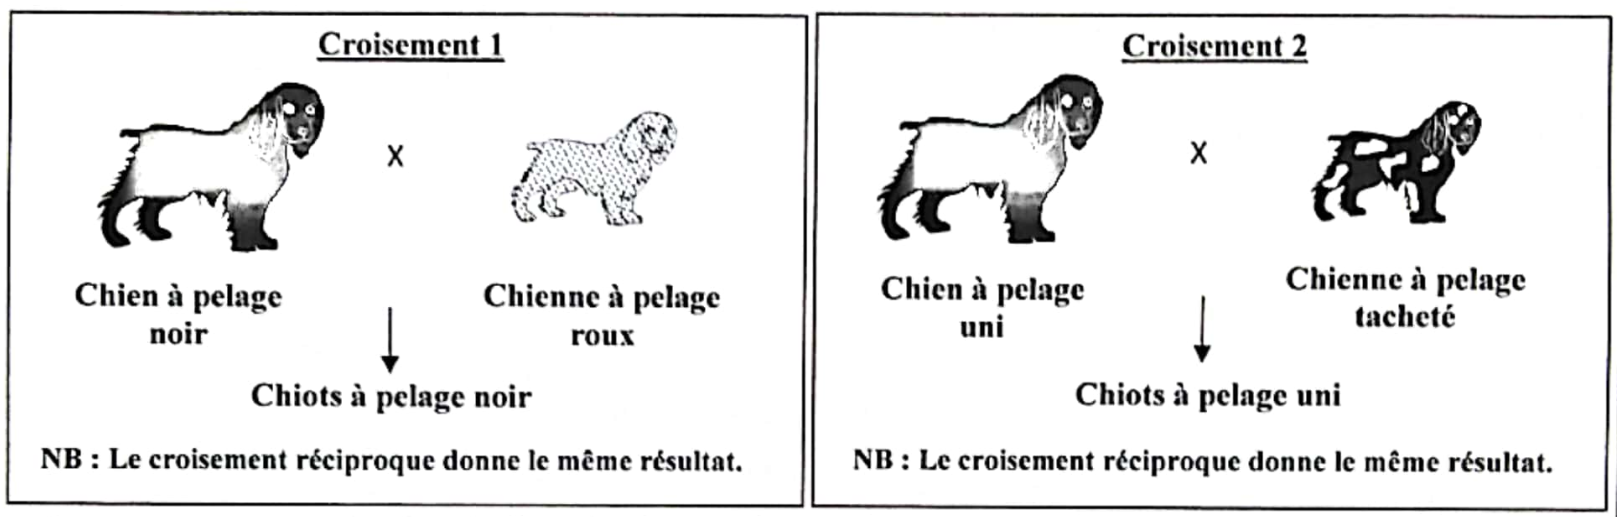 Croisement 1
X
Chien à pelage
noir
Chienne à pelage
roux
Chiots à pelage noir
NB : Le croisement réciproque donne le même résultat.
Croisement 2
X
Chien à pelage
uni
Chienne à pelage
tacheté
Chiots à pelage uni
NB : Le croisement réciproque donne le même résultat.